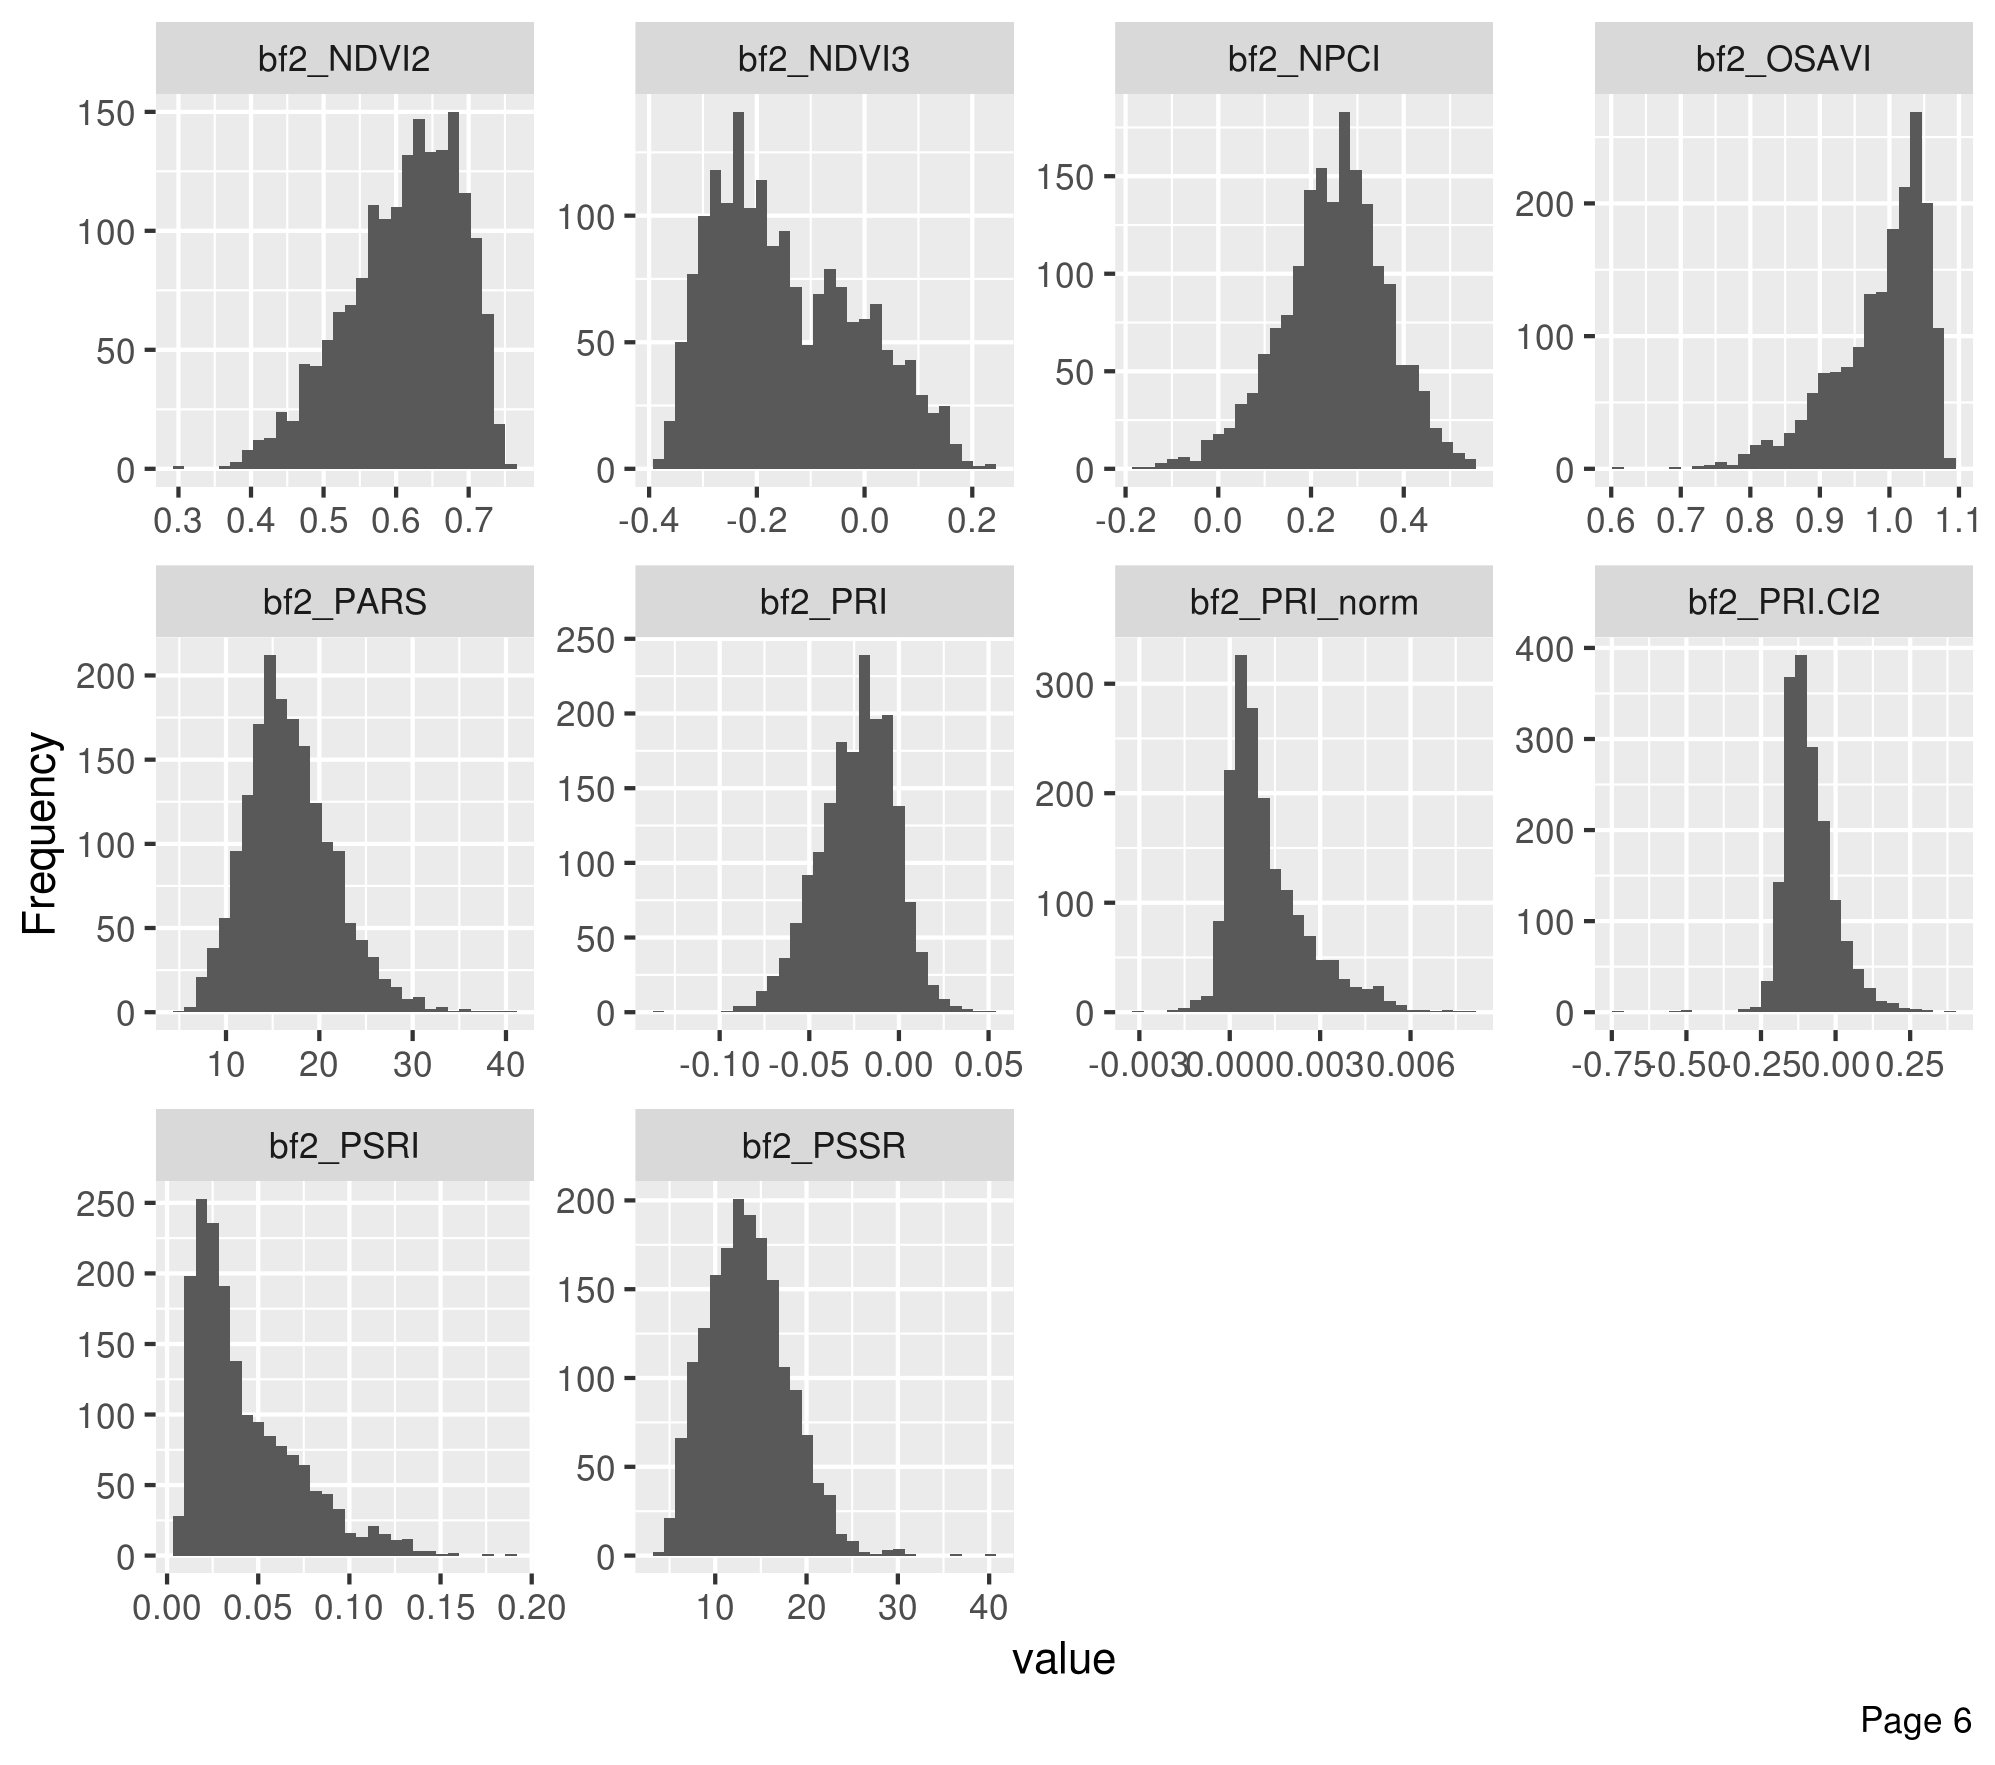 bf2_NDVI2 bf2_NDVI3 bf2_NPCI bf2_OSAVI
150
100
50
0
0.3 0.4 0.5 0.6 0.7
100
50
0
-0.4 -0.2 0.0 0.2
150
100
50
0
-0.2 0.0 0.2 0.4
200
100
0
0.6 0.7 0.8 0.9 1.0 1.1
bf2_PARS bf2_PRI bf2_PRI_norm bf2_PRI.CI2
200
150
100
50
0
10 20 30 40
250
200
150
100
50
0
-0.10 -0.05 0.00 0.05
300
200
100
0
-0.003 0.000 0.003 0.006
400
300
200
100
0
-0.75 -0.50 -0.25 0.00 0.25
Frequency
bf2_PSRI bf2_PSSR
250
200
150
100
50
0
0.00 0.05 0.10 0.15 0.20
200
150
100
50
0
10 20 30 40
value
Page 6